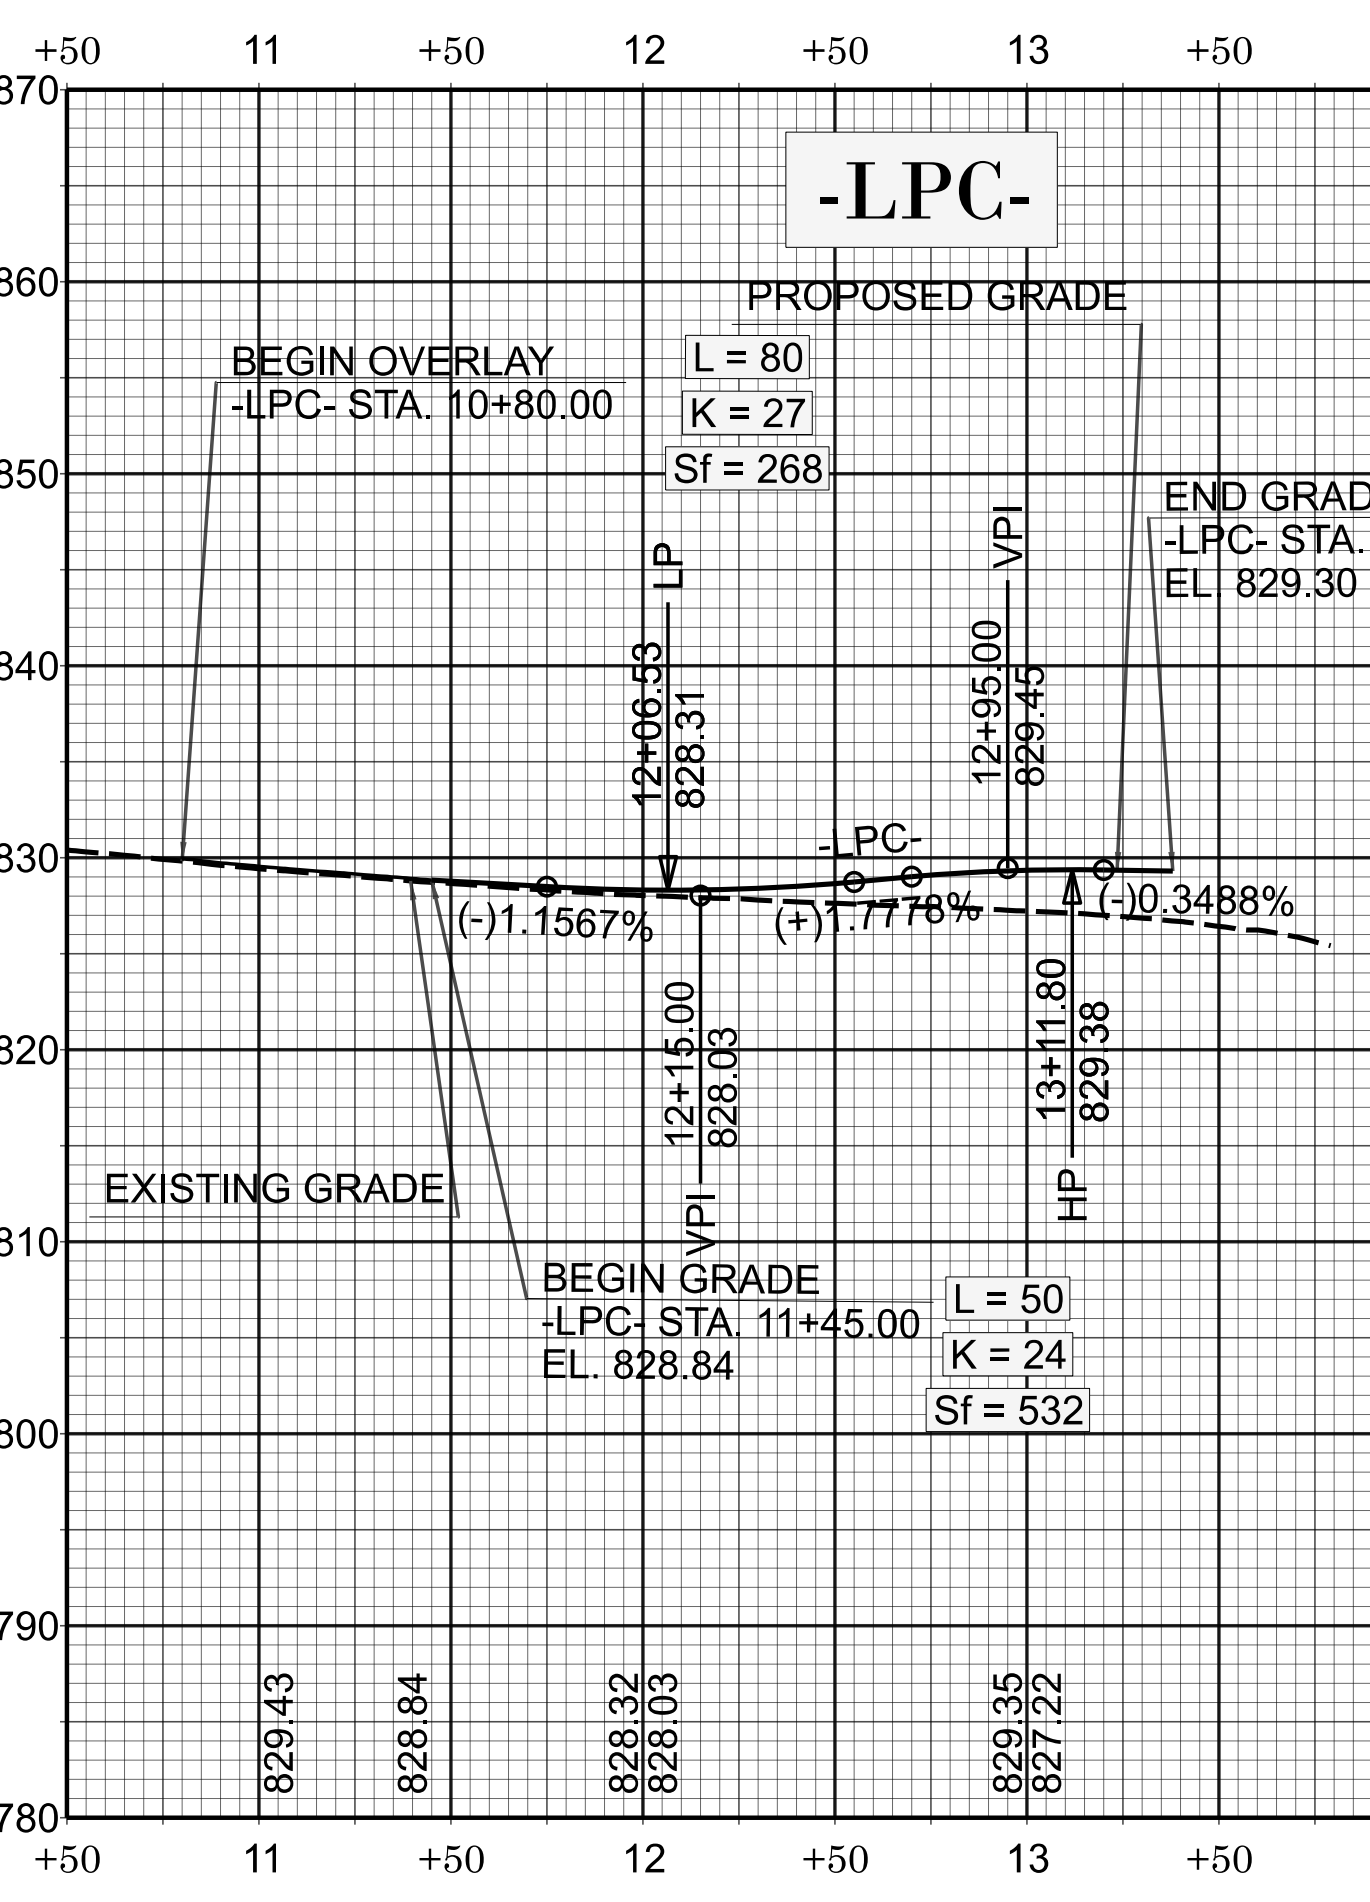 +50 11 +50 12 +50 13 +50
870
-LPC-
860
PROPOSED GRADE
L = 80
BEGIN OVERLAY
-LPC- STA. 10+80.00
K = 27
Sf = 268
850
END GRAD
-LPC- STA.
EL. 829.30
VPI
12+95.00
829.45
LP
12+06.53
828.31
840
830
-LPC-
(-)1.1567%
(+)1.7778%
(-)0.3488%
12+15.00
828.03
VPI
13+11.80
829.38
HP
820
EXISTING GRADE
810
BEGIN GRADE
-LPC- STA. 11+45.00
EL. 828.84
L = 50
K = 24
Sf = 532
800
790
829.43
828.84
828.32
828.03
829.35
827.22
780
+50 11 +50 12 +50 13 +50